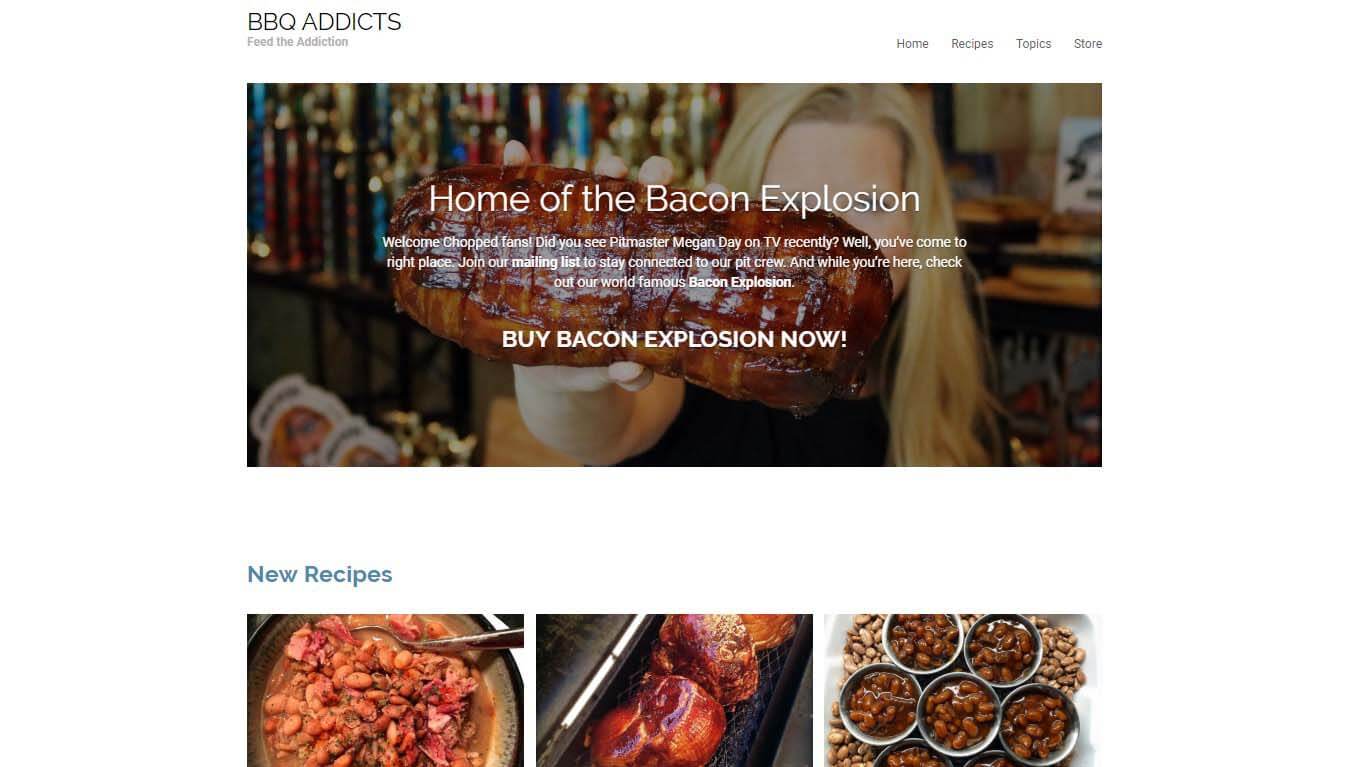 BBQ ADDICTS
Feed the Addiction
Home Recipes Topics Store
Home of the Bacon Explosion
Welcome Chopped fans! Did you see Pitmaster Megan Day on TV recently? Well, you've come to
right place. Join our mailing list to stay connected to our pit crew. And while you're here, check
out our world famous Bacon Explosion.
BUY BACON EXPLOSION NOW!
New Recipes